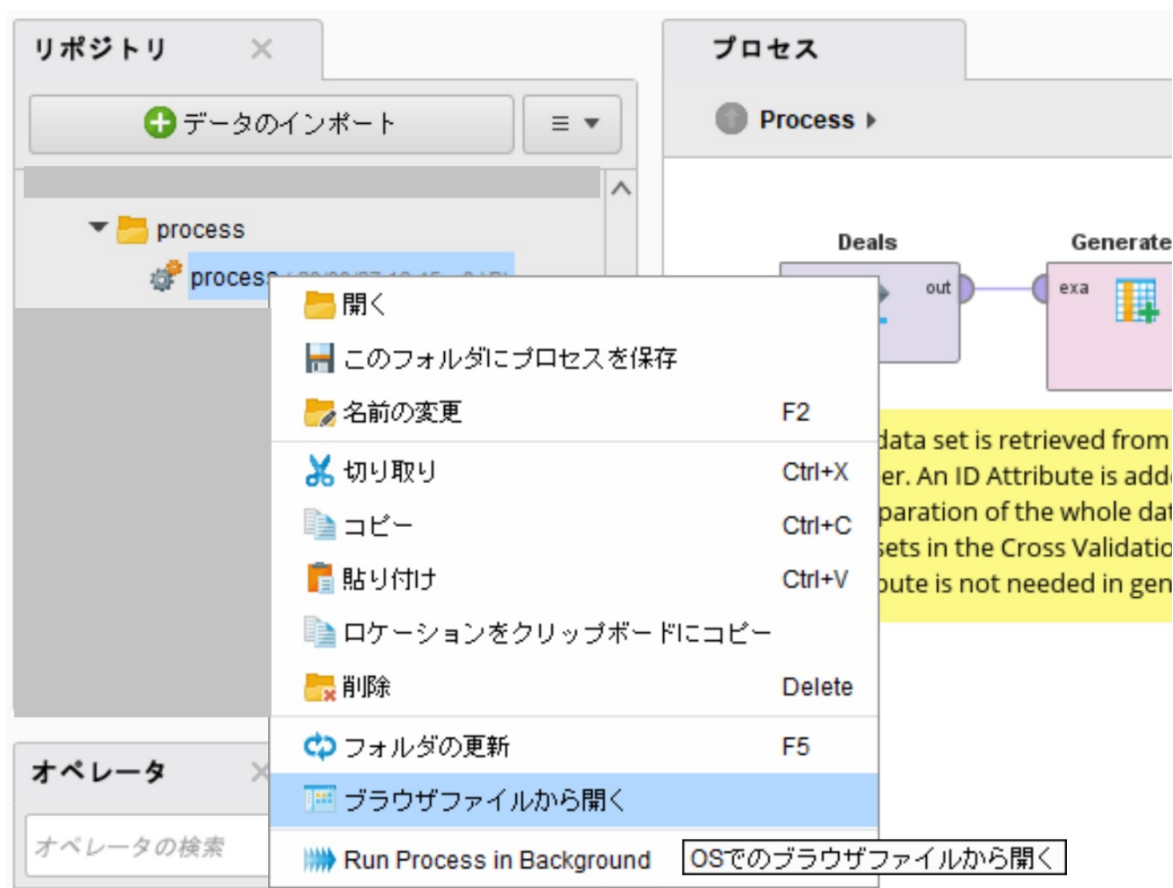 リポジトリ
データのインポート
process
process
開く
このフォルダにプロセスを保存
名前の変更 F2
切り取り Ctrl+X
コピー Ctrl+C
貼り付け Ctrl+V
ロケーションをクリップボードにコピー
削除 Delete
フォルダの更新 F5
ブラウザファイルから開く
Run Process in Background
OSでのブラウザファイルから開く
オペレータ
オペレータの検索
プロセス
Process
Deals
Generate
out
exa
data set is retrieved from
er. An ID Attribute is adde
paration of the whole dat
sets in the Cross Validatio
bute is not needed in gen